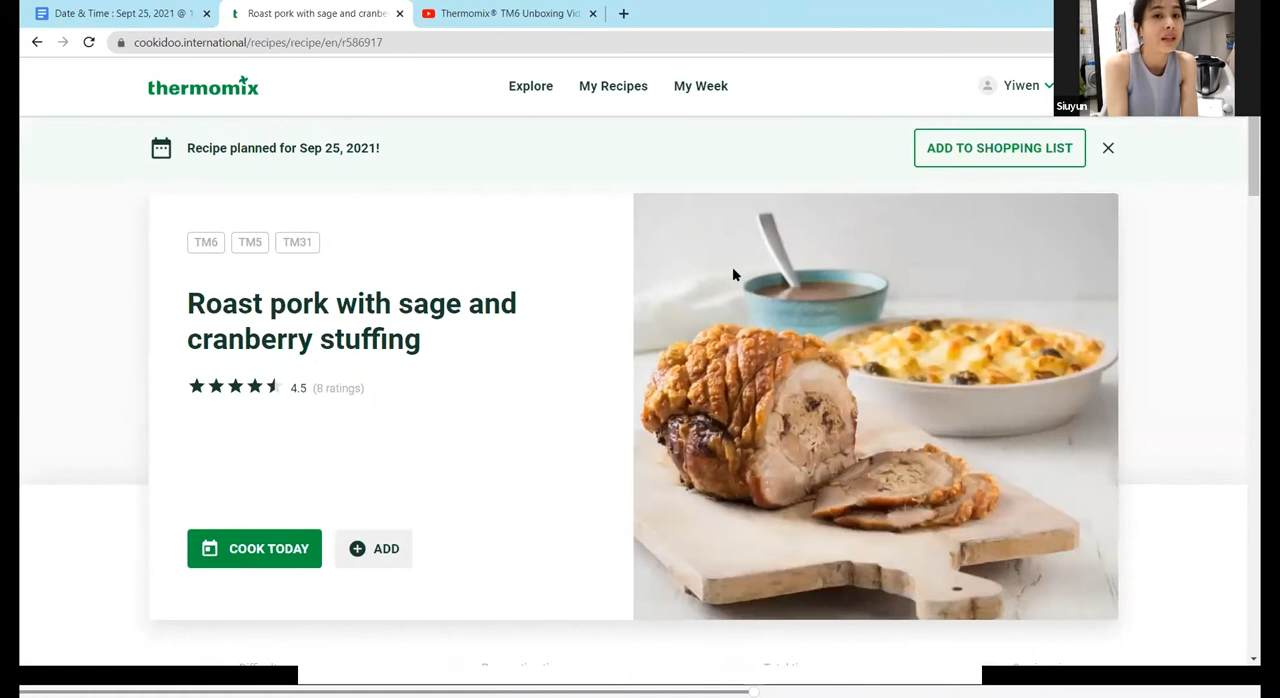 Date & Time : Sept 25, 2021 @ 1
Roast pork with sage and cranbe
Thermomix® TM6 Unboxing Vid
cookidoo.international/recipes/recipe/en/r586917
Siuyun
thermomix
Explore
My Recipes
My Week
Yiwen
Recipe planned for Sep 25, 2021!
ADD TO SHOPPING LIST
TM6
TM5
TM31
Roast pork with sage and
cranberry stuffing
4.5 (8 ratings)
COOK TODAY
ADD